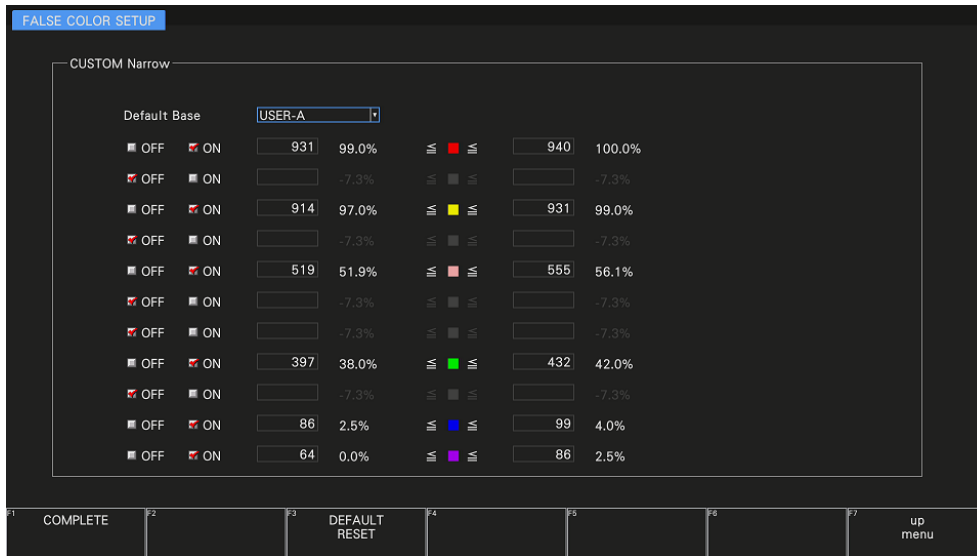 FALSE COLOR SETUP
CUSTOM Narrow
Default Base USER-A
OFF ON 931 99.0% ≦ ≦ 940 100.0%
OFF ON -7.3% ≦ ≦ -7.3%
OFF ON 914 97.0% ≦ ≦ 931 99.0%
OFF ON -7.3% ≦ ≦ -7.3%
OFF ON 519 51.9% ≦ ≦ 555 56.1%
OFF ON -7.3% ≦ ≦ -7.3%
OFF ON -7.3% ≦ ≦ -7.3%
OFF ON 397 38.0% ≦ ≦ 432 42.0%
OFF ON -7.3% ≦ ≦ -7.3%
OFF ON 86 2.5% ≦ ≦ 99 4.0%
OFF ON 64 0.0% ≦ ≦ 86 2.5%
F1 COMPLETE F2 F3 DEFAULT RESET F4 F5 F6 F7 up menu